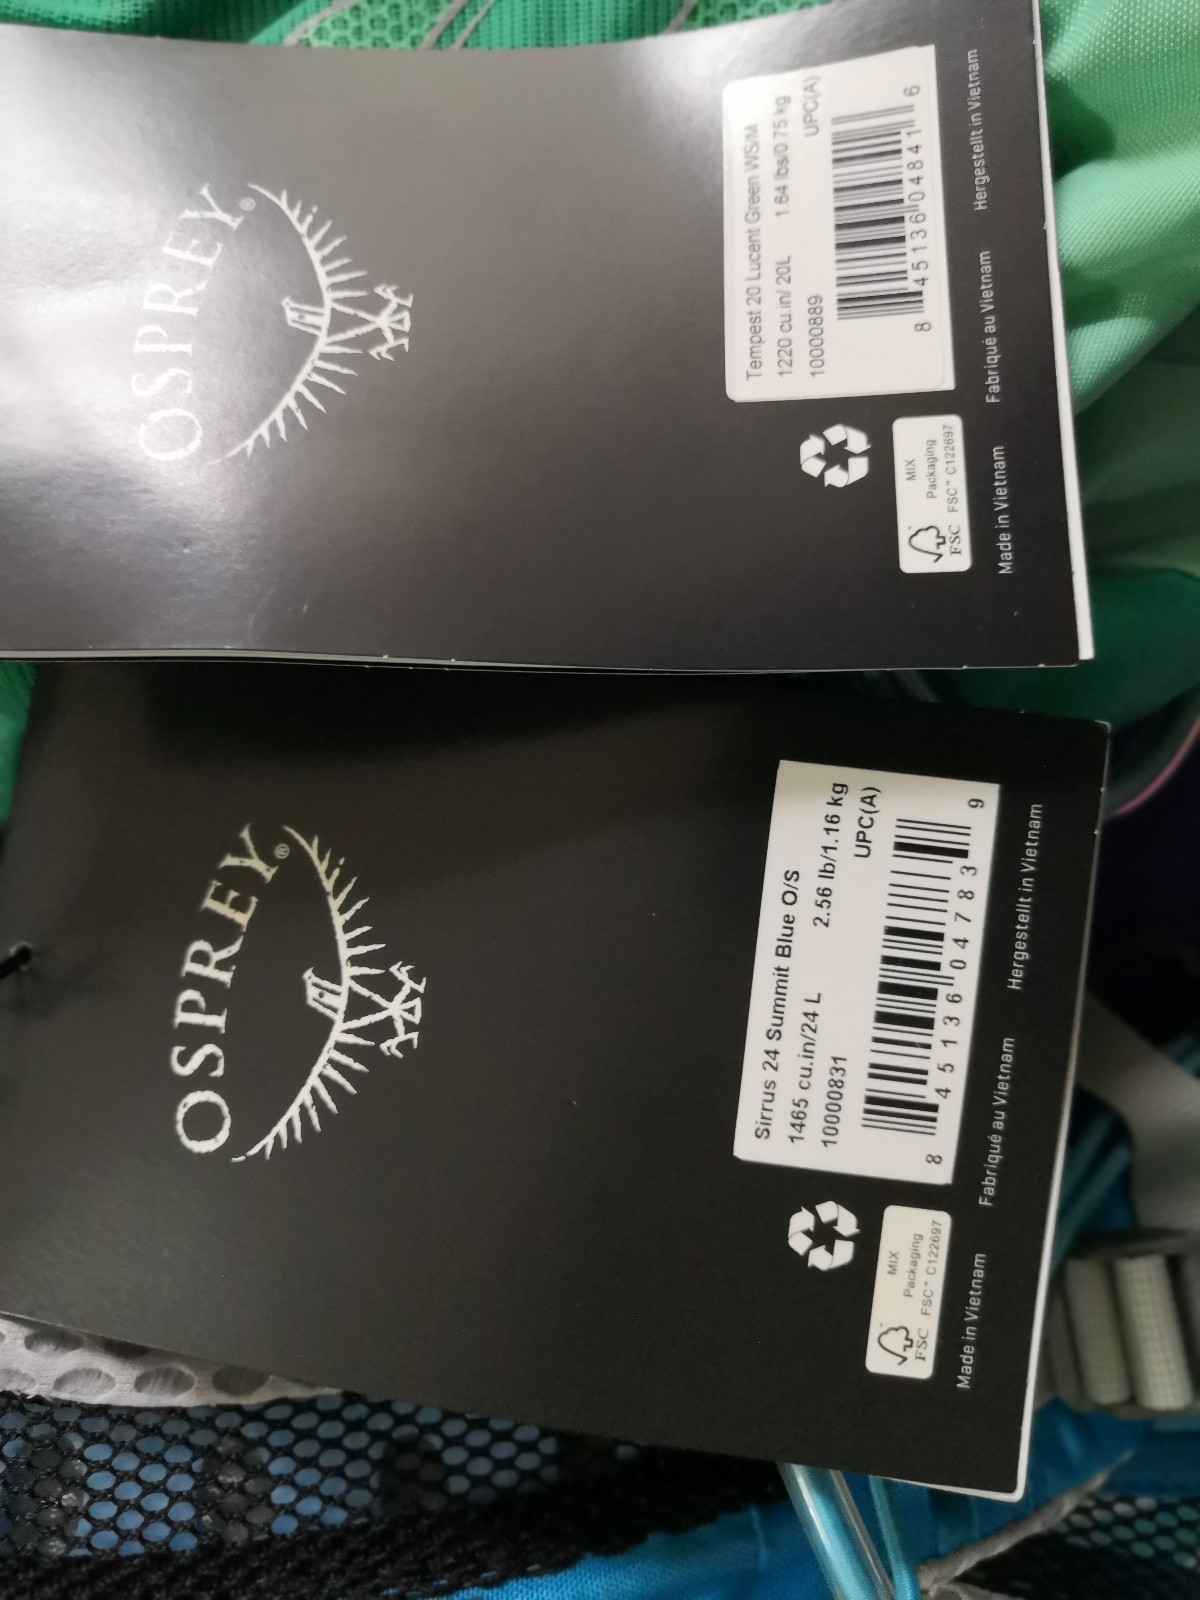 OSPREY®
Tempest 20 Lucent Green WS/M
1220 cu.in/ 20L 1.64 lbs/0.75 kg
10000889 UPC(A)
8 45136 04841 6
MIX
Packaging
FSC FSC™ C122697
Made in Vietnam Fabriqué au Vietnam Hergestellt in Vietnam
OSPREY®
Sirrus 24 Summit Blue O/S
1465 cu.in/24 L 2.56 lb/1.16 kg
10000831 UPC(A)
8 45136 04783 9
MIX
Packaging
FSC FSC™ C122697
Made in Vietnam Fabriqué au Vietnam Hergestellt in Vietnam